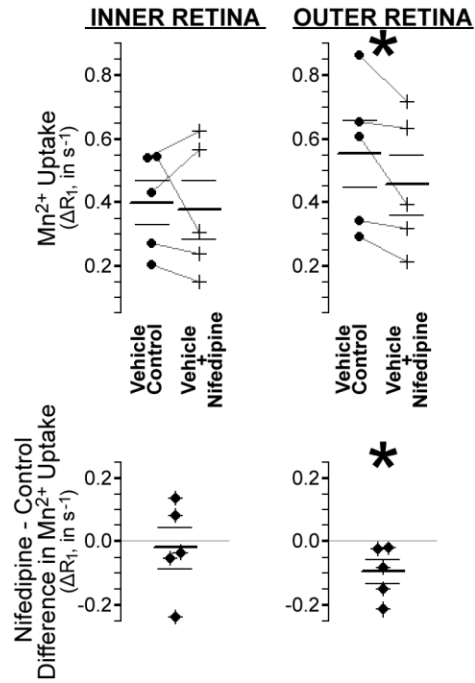 INNER RETINA
OUTER RETINA
*
Mn2+ Uptake
(ΔR1, in s-1)
0.8
0.6
0.4
0.2
0.8
0.6
0.4
0.2
Vehicle
Control
Vehicle
+
Nifedipine
Vehicle
Control
Vehicle
+
Nifedipine
*
Nifedipine - Control
Difference in Mn2+ Uptake
(ΔR1, in s-1)
0.2
0.0
-0.2
0.2
0.0
-0.2